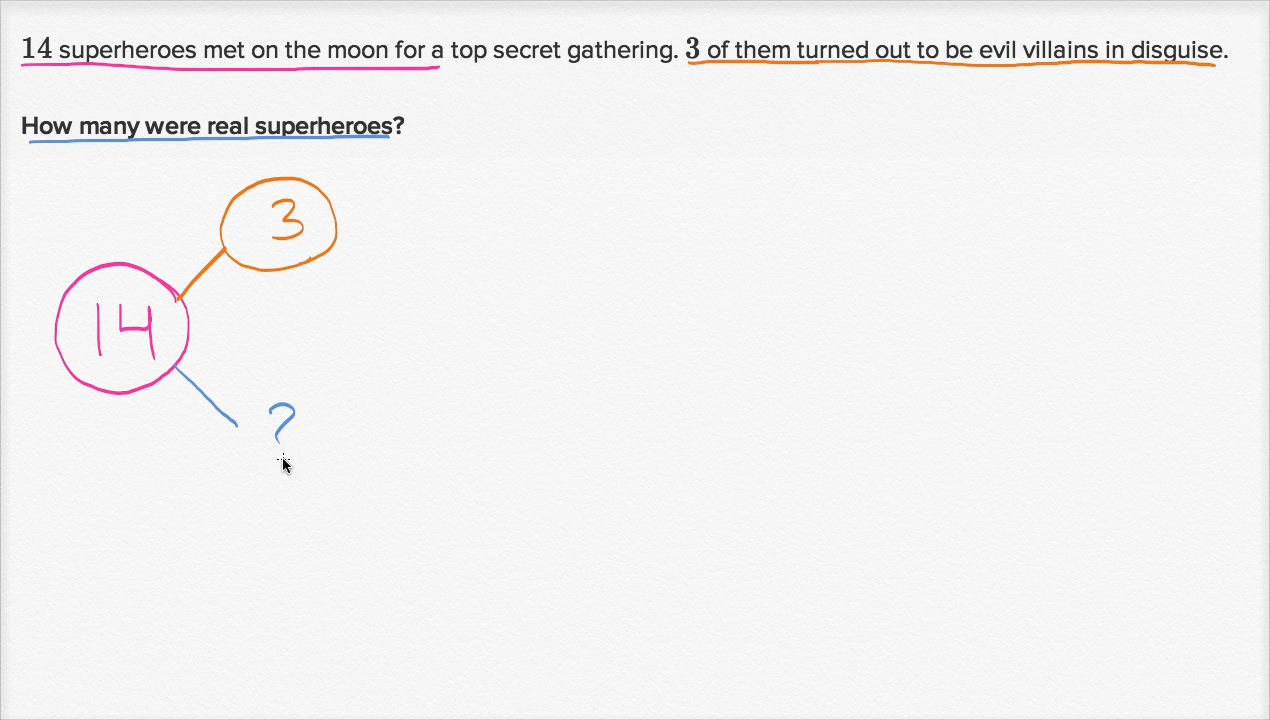 14 superheroes met on the moon for a top secret gathering. 3 of them turned out to be evil villains in disguise.
How many were real superheroes?
3
14
?